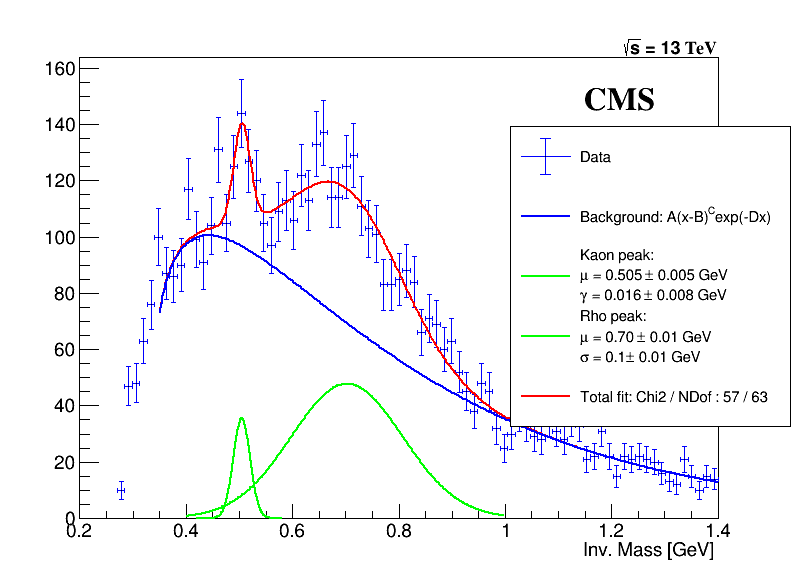 √s = 13 TeV
CMS
Data
Background: A(x-B)^C exp(-Dx)
Kaon peak:
μ = 0.505 ± 0.005 GeV
γ = 0.016 ± 0.008 GeV
Rho peak:
μ = 0.70 ± 0.01 GeV
σ = 0.1 ± 0.01 GeV
Total fit: Chi2 / NDof : 57 / 63
160
140
120
100
80
60
40
20
0
0.2 0.4 0.6 0.8 1 1.2 1.4
Inv. Mass [GeV]